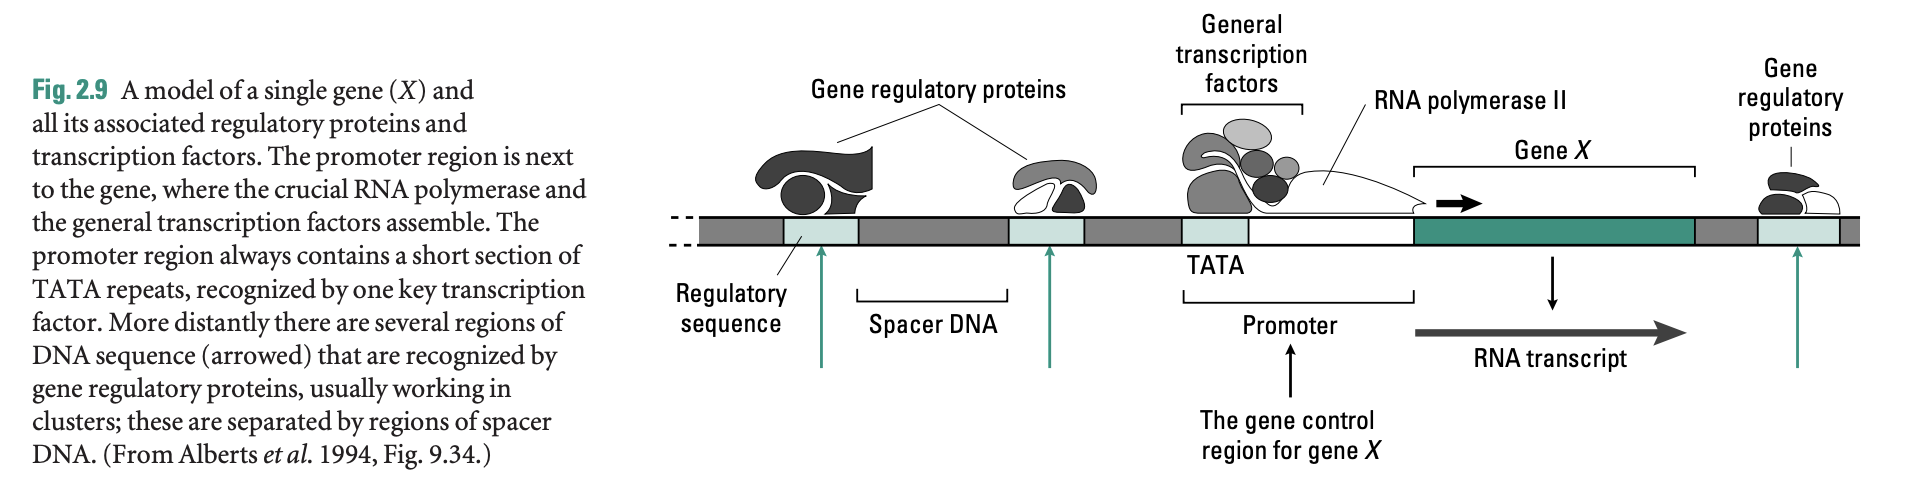 Fig. 2.9 A model of a single gene (X) and
all its associated regulatory proteins and
transcription factors. The promoter region is next
to the gene, where the crucial RNA polymerase and
the general transcription factors assemble. The
promoter region always contains a short section of
TATA repeats, recognized by one key transcription
factor. More distantly there are several regions of
DNA sequence (arrowed) that are recognized by
gene regulatory proteins, usually working in
clusters; these are separated by regions of spacer
DNA. (From Alberts et al. 1994, Fig. 9.34.)
Gene regulatory proteins
General
transcription
factors
RNA polymerase II
Gene X
Gene
regulatory
proteins
Regulatory
sequence
Spacer DNA
TATA
Promoter
The gene control
region for gene X
RNA transcript